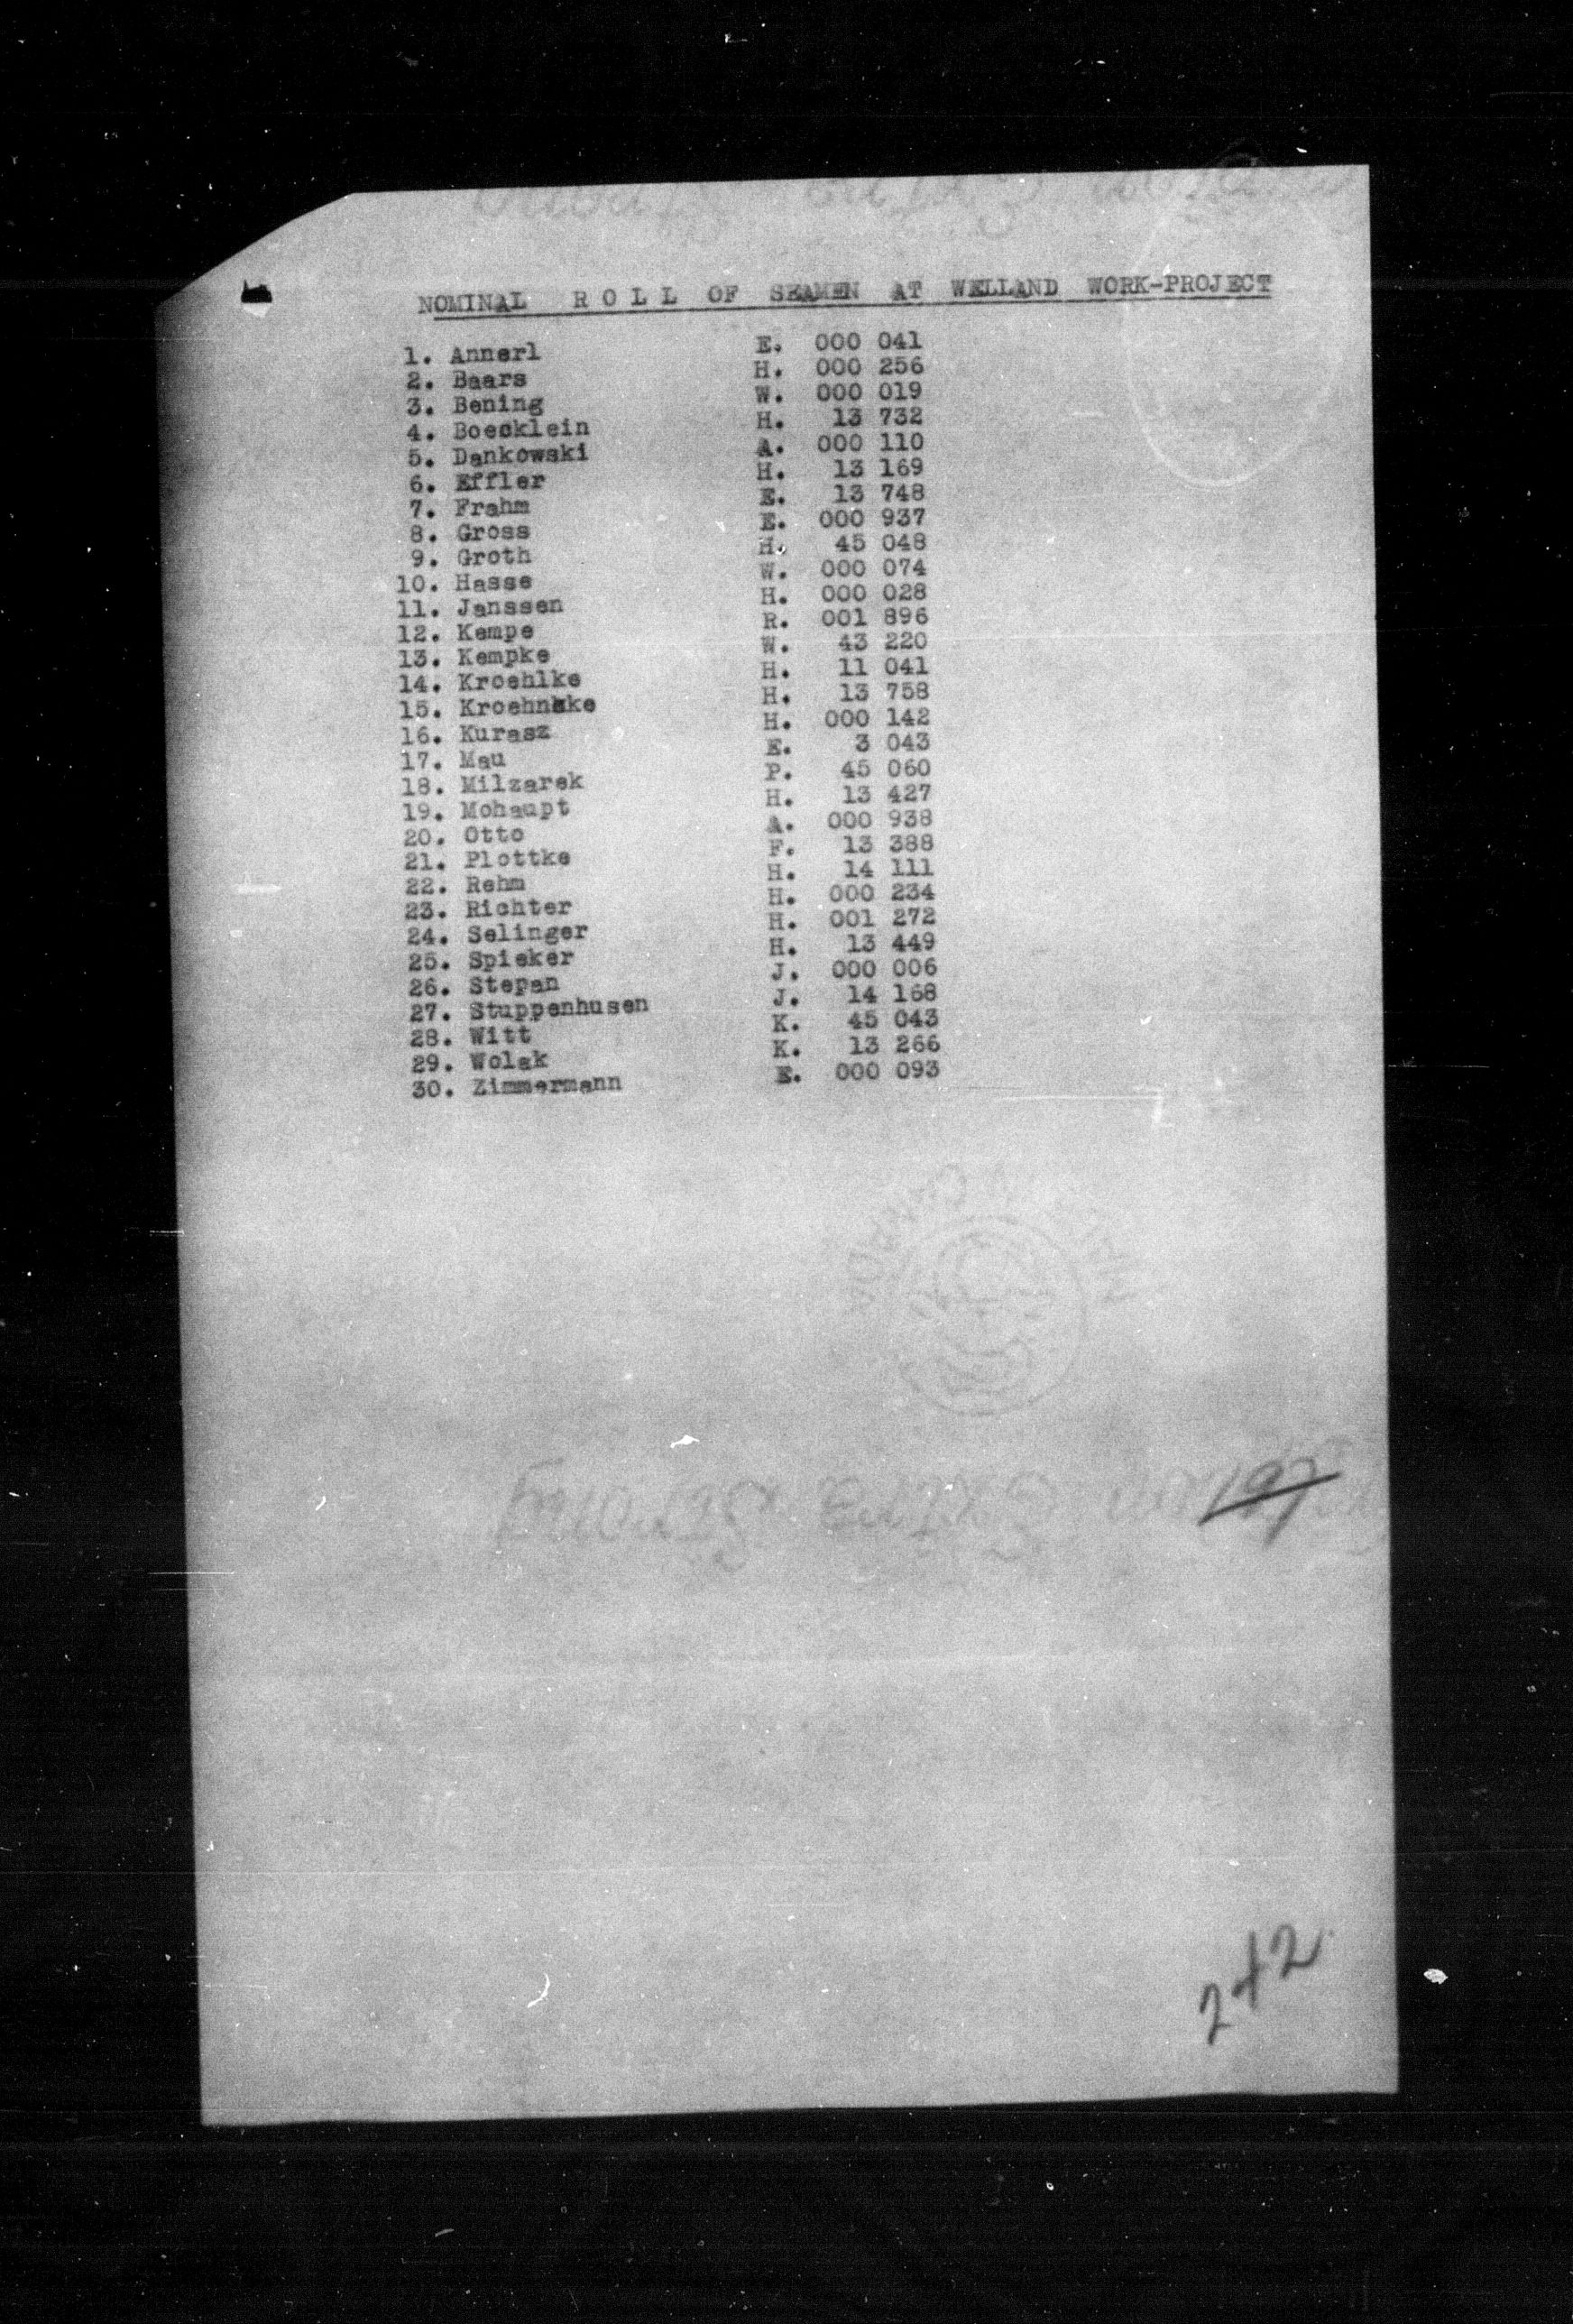 NOMINAL R O L L OF SEAMEN AT WELLAND WORK-PROJECT
1. Annerl E. 000 041
2. Baars H. 000 256
3. Bening W. 000 019
4. Boecklein H. 13 732
5. Dankowski A. 000 110
6. Effler H. 13 169
7. Frahm E. 13 748
8. Gross E. 000 937
9. Groth H. 45 048
10. Hasse W. 000 074
11. Janssen H. 000 028
12. Kempe R. 001 896
13. Kempke W. 43 220
14. Kroehlke H. 11 041
15. Kroehnkke H. 13 758
16. Kurasz H. 000 142
17. Mau E. 3 043
18. Milzarek P. 45 060
19. Mohaupt H. 13 427
20. Otto A. 000 938
21. Plottke F. 13 388
22. Rehm H. 14 111
23. Richter H. 000 234
24. Selinger H. 001 272
25. Spieker H. 13 449
26. Stepan J. 000 006
27. Stuppenhusen J. 14 168
28. Witt K. 45 043
29. Wolak K. 13 266
30. Zimmermann E. 000 093
Extra Strong
2+2